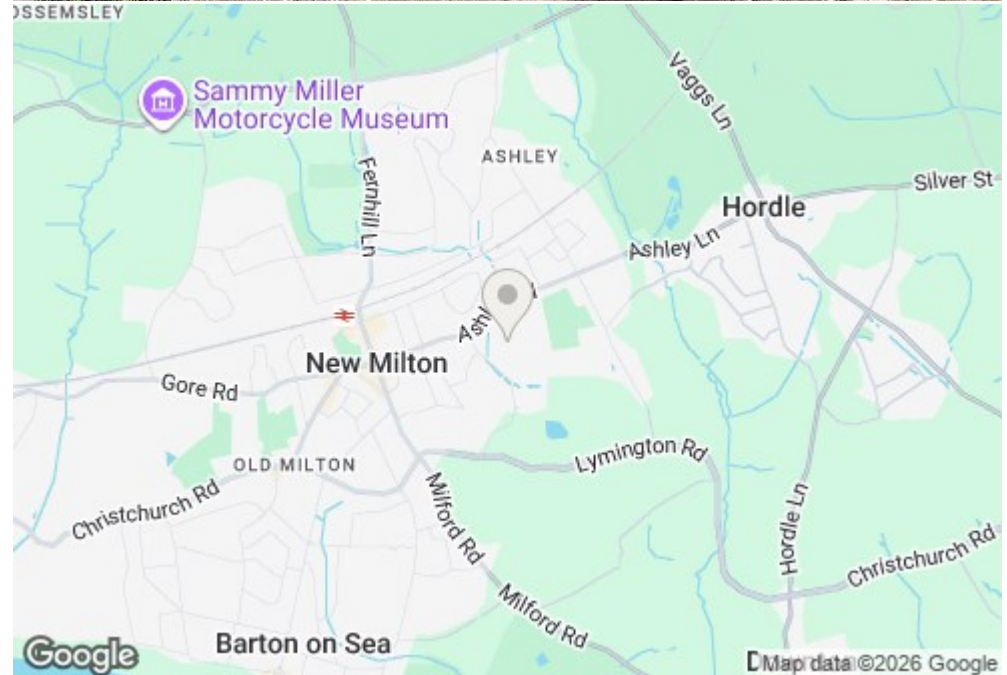 OSSEMSLEY
Sammy Miller
Motorcycle Museum
Fernhill Ln
ASHLEY
Vaggs Ln
Silver St
Hordle
Ashley Ln
New Milton
Gore Rd
OLD MILTON
Lymington Rd
Christchurch Rd
Milford Rd
Hordle Ln
Christchurch Rd
Milford Rd
Barton on Sea
Google
Map data ©2026 Google